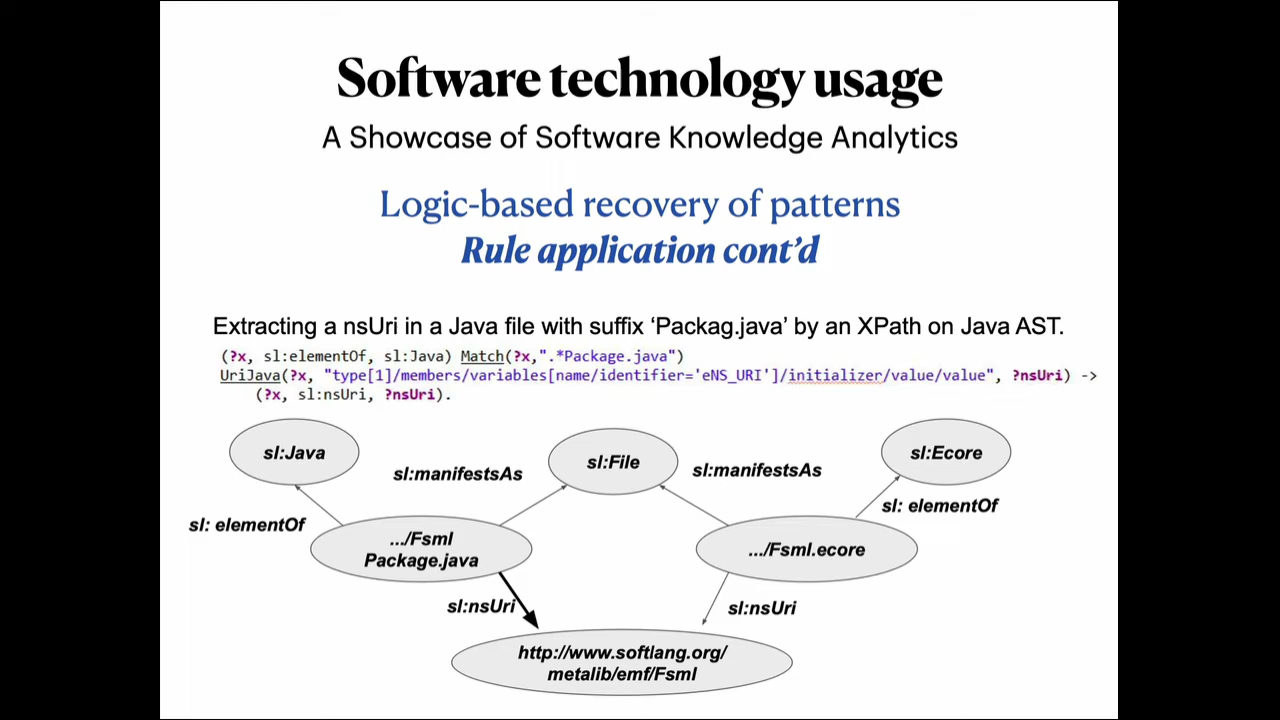 Software technology usage
A Showcase of Software Knowledge Analytics
Logic-based recovery of patterns
Rule application cont’d
Extracting a nsUri in a Java file with suffix ‘Packag.java’ by an XPath on Java AST.
(?x, sl:elementOf, sl:Java) Match(?x,".*Package.java")
UriJava(?x, "type[1]/members/variables[name/identifier='eNS_URI']/initializer/value/value", ?nsUri) ->
(?x, sl:nsUri, ?nsUri).
sl:Java
sl:File
sl:Ecore
sl:manifestsAs
sl:manifestsAs
sl: elementOf
sl: elementOf
.../Fsml
Package.java
.../Fsml.ecore
sl:nsUri
sl:nsUri
http://www.softlang.org/
metalib/emf/Fsml